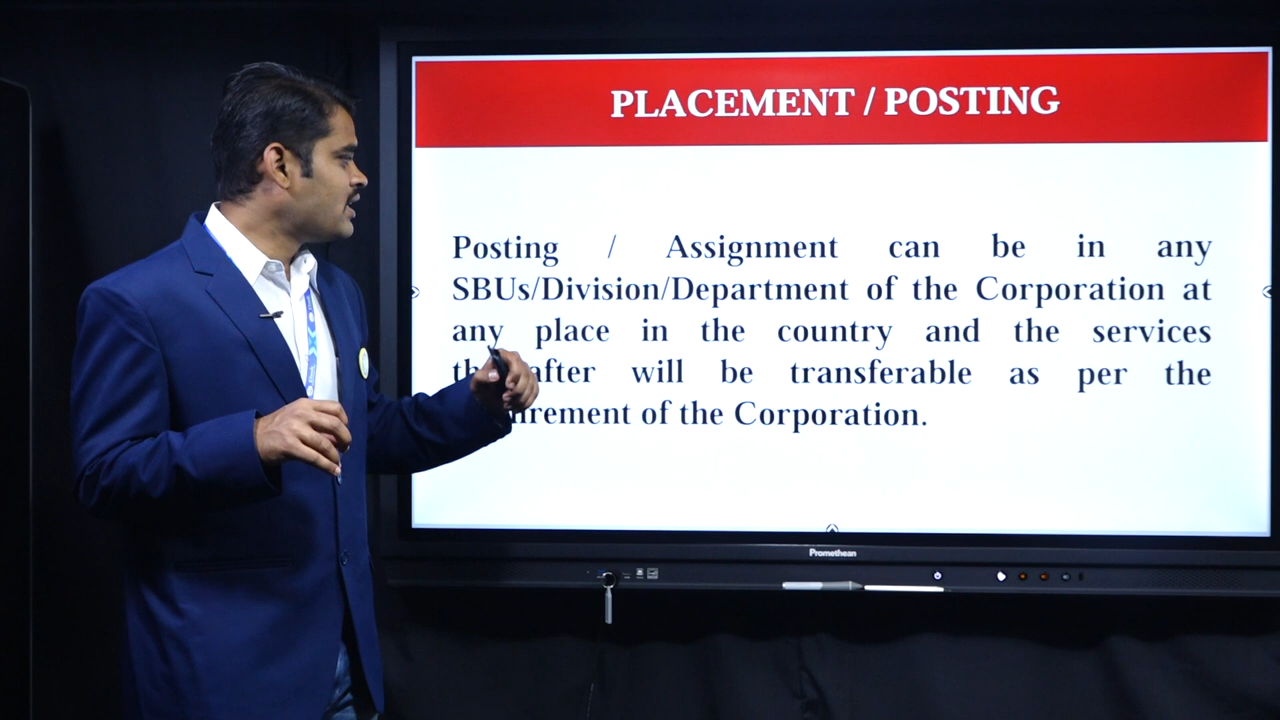 PLACEMENT / POSTING
Posting / Assignment can be in any
SBUs/Division/Department of the Corporation at
any place in the country and the services
will be transferable as per the
of the Corporation.
Promethean